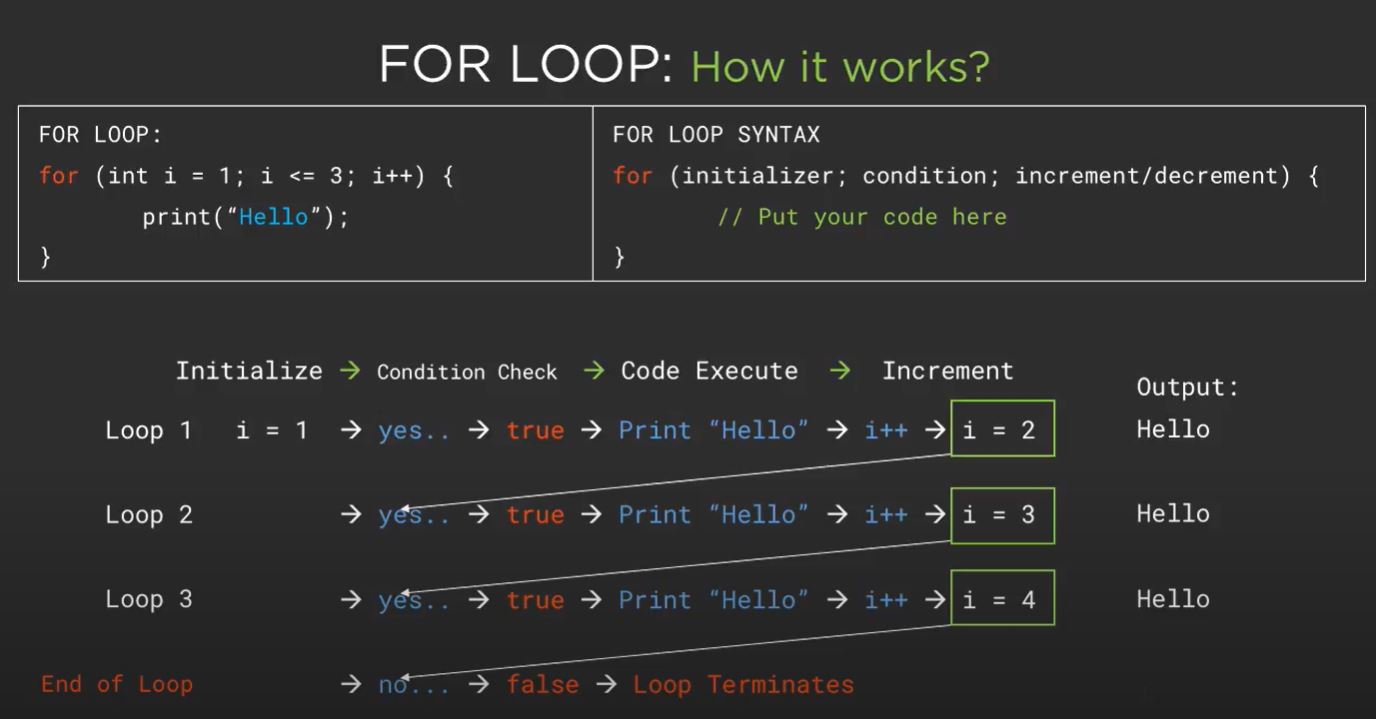 FOR LOOP: How it works?
FOR LOOP:
for (int i = 1; i <= 3; i++) {
print(“Hello”);
}
FOR LOOP SYNTAX
for (initializer; condition; increment/decrement) {
// Put your code here
}
Initialize → Condition Check → Code Execute → Increment
Output:
Loop 1 i = 1 → yes.. → true → Print “Hello” → i++ → i = 2 Hello
Loop 2 → yes.. → true → Print “Hello” → i++ → i = 3 Hello
Loop 3 → yes.. → true → Print “Hello” → i++ → i = 4 Hello
End of Loop → no... → false → Loop Terminates